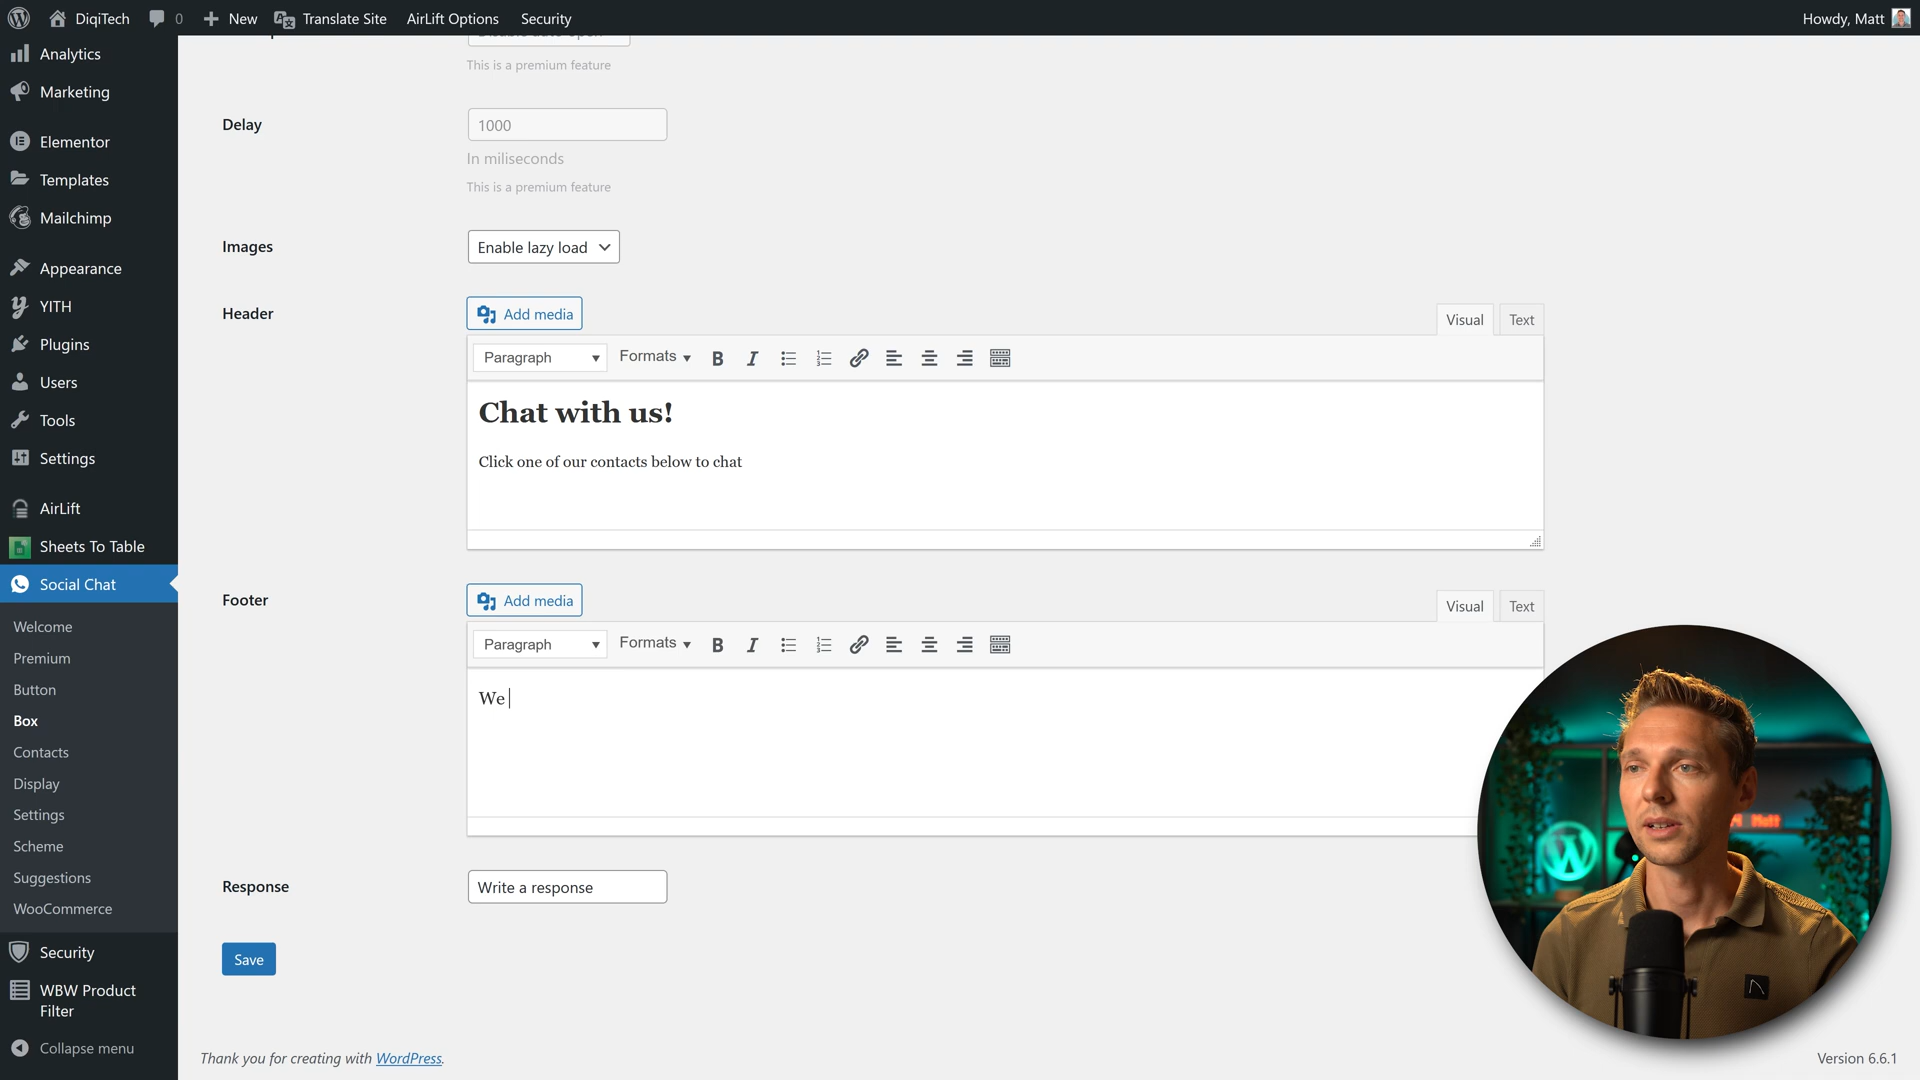 DiqiTech
0
New
Translate Site
AirLift Options
Security
Howdy, Matt
Analytics
Marketing
Elementor
Templates
Mailchimp
Appearance
YITH
Plugins
Users
Tools
Settings
AirLift
Sheets To Table
Social Chat
Welcome
Premium
Button
Box
Contacts
Display
Settings
Scheme
Suggestions
WooCommerce
Security
WBW Product
Filter
Collapse menu
This is a premium feature
Delay
1000
In miliseconds
This is a premium feature
Images
Enable lazy load
Header
Add media
Visual
Text
Paragraph
Formats
Chat with us!
Click one of our contacts below to chat
Footer
Add media
Visual
Text
Paragraph
Formats
We
Response
Write a response
Save
Thank you for creating with WordPress.
Version 6.6.1